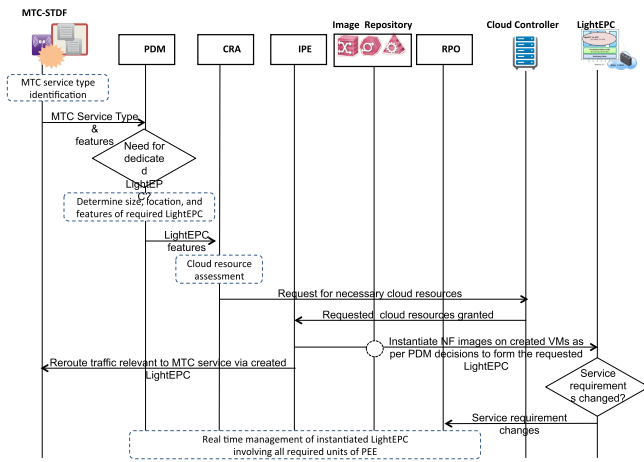 MTC-STDF
PDM
CRA
IPE
Image Repository
RPO
Cloud Controller
LightEPC
MTC service type
identification
MTC Service Type
&
features
Need for
dedicate
d
LightEP
C?
Determine size, location, and
features of required LightEPC
LightEPC
features
Cloud resource
assessment
Request for necessary cloud resources
Requested cloud resources granted
Instantiate NF images on created VMs as
per PDM decisions to form the requested
LightEPC
Reroute traffic relevant to MTC service via created
LightEPC
Service
requirement
s changed?
Service requirement
changes
Real time management of instantiated LightEPC
involving all required units of PEE